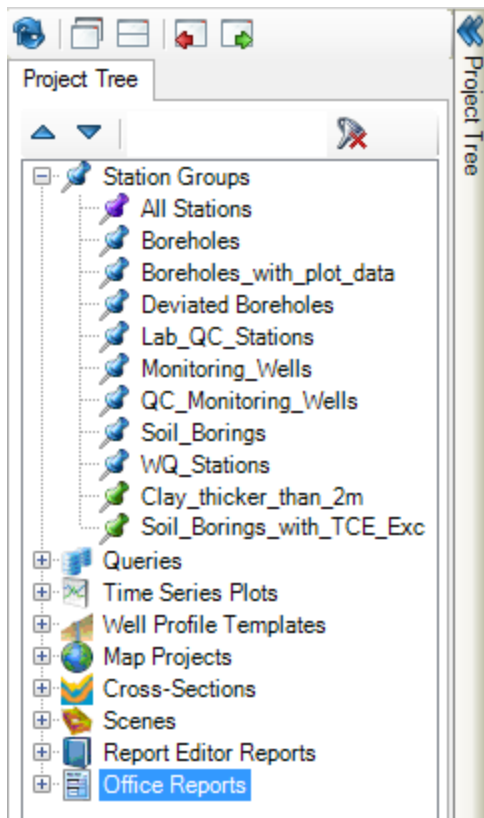 Project Tree
Project Tree
Station Groups
All Stations
Boreholes
Boreholes_with_plot_data
Deviated Boreholes
Lab_QC_Stations
Monitoring_Wells
QC_Monitoring_Wells
Soil_Borings
WQ_Stations
Clay_thicker_than_2m
Soil_Borings_with_TCE_Exc
Queries
Time Series Plots
Well Profile Templates
Map Projects
Cross-Sections
Scenes
Report Editor Reports
Office Reports